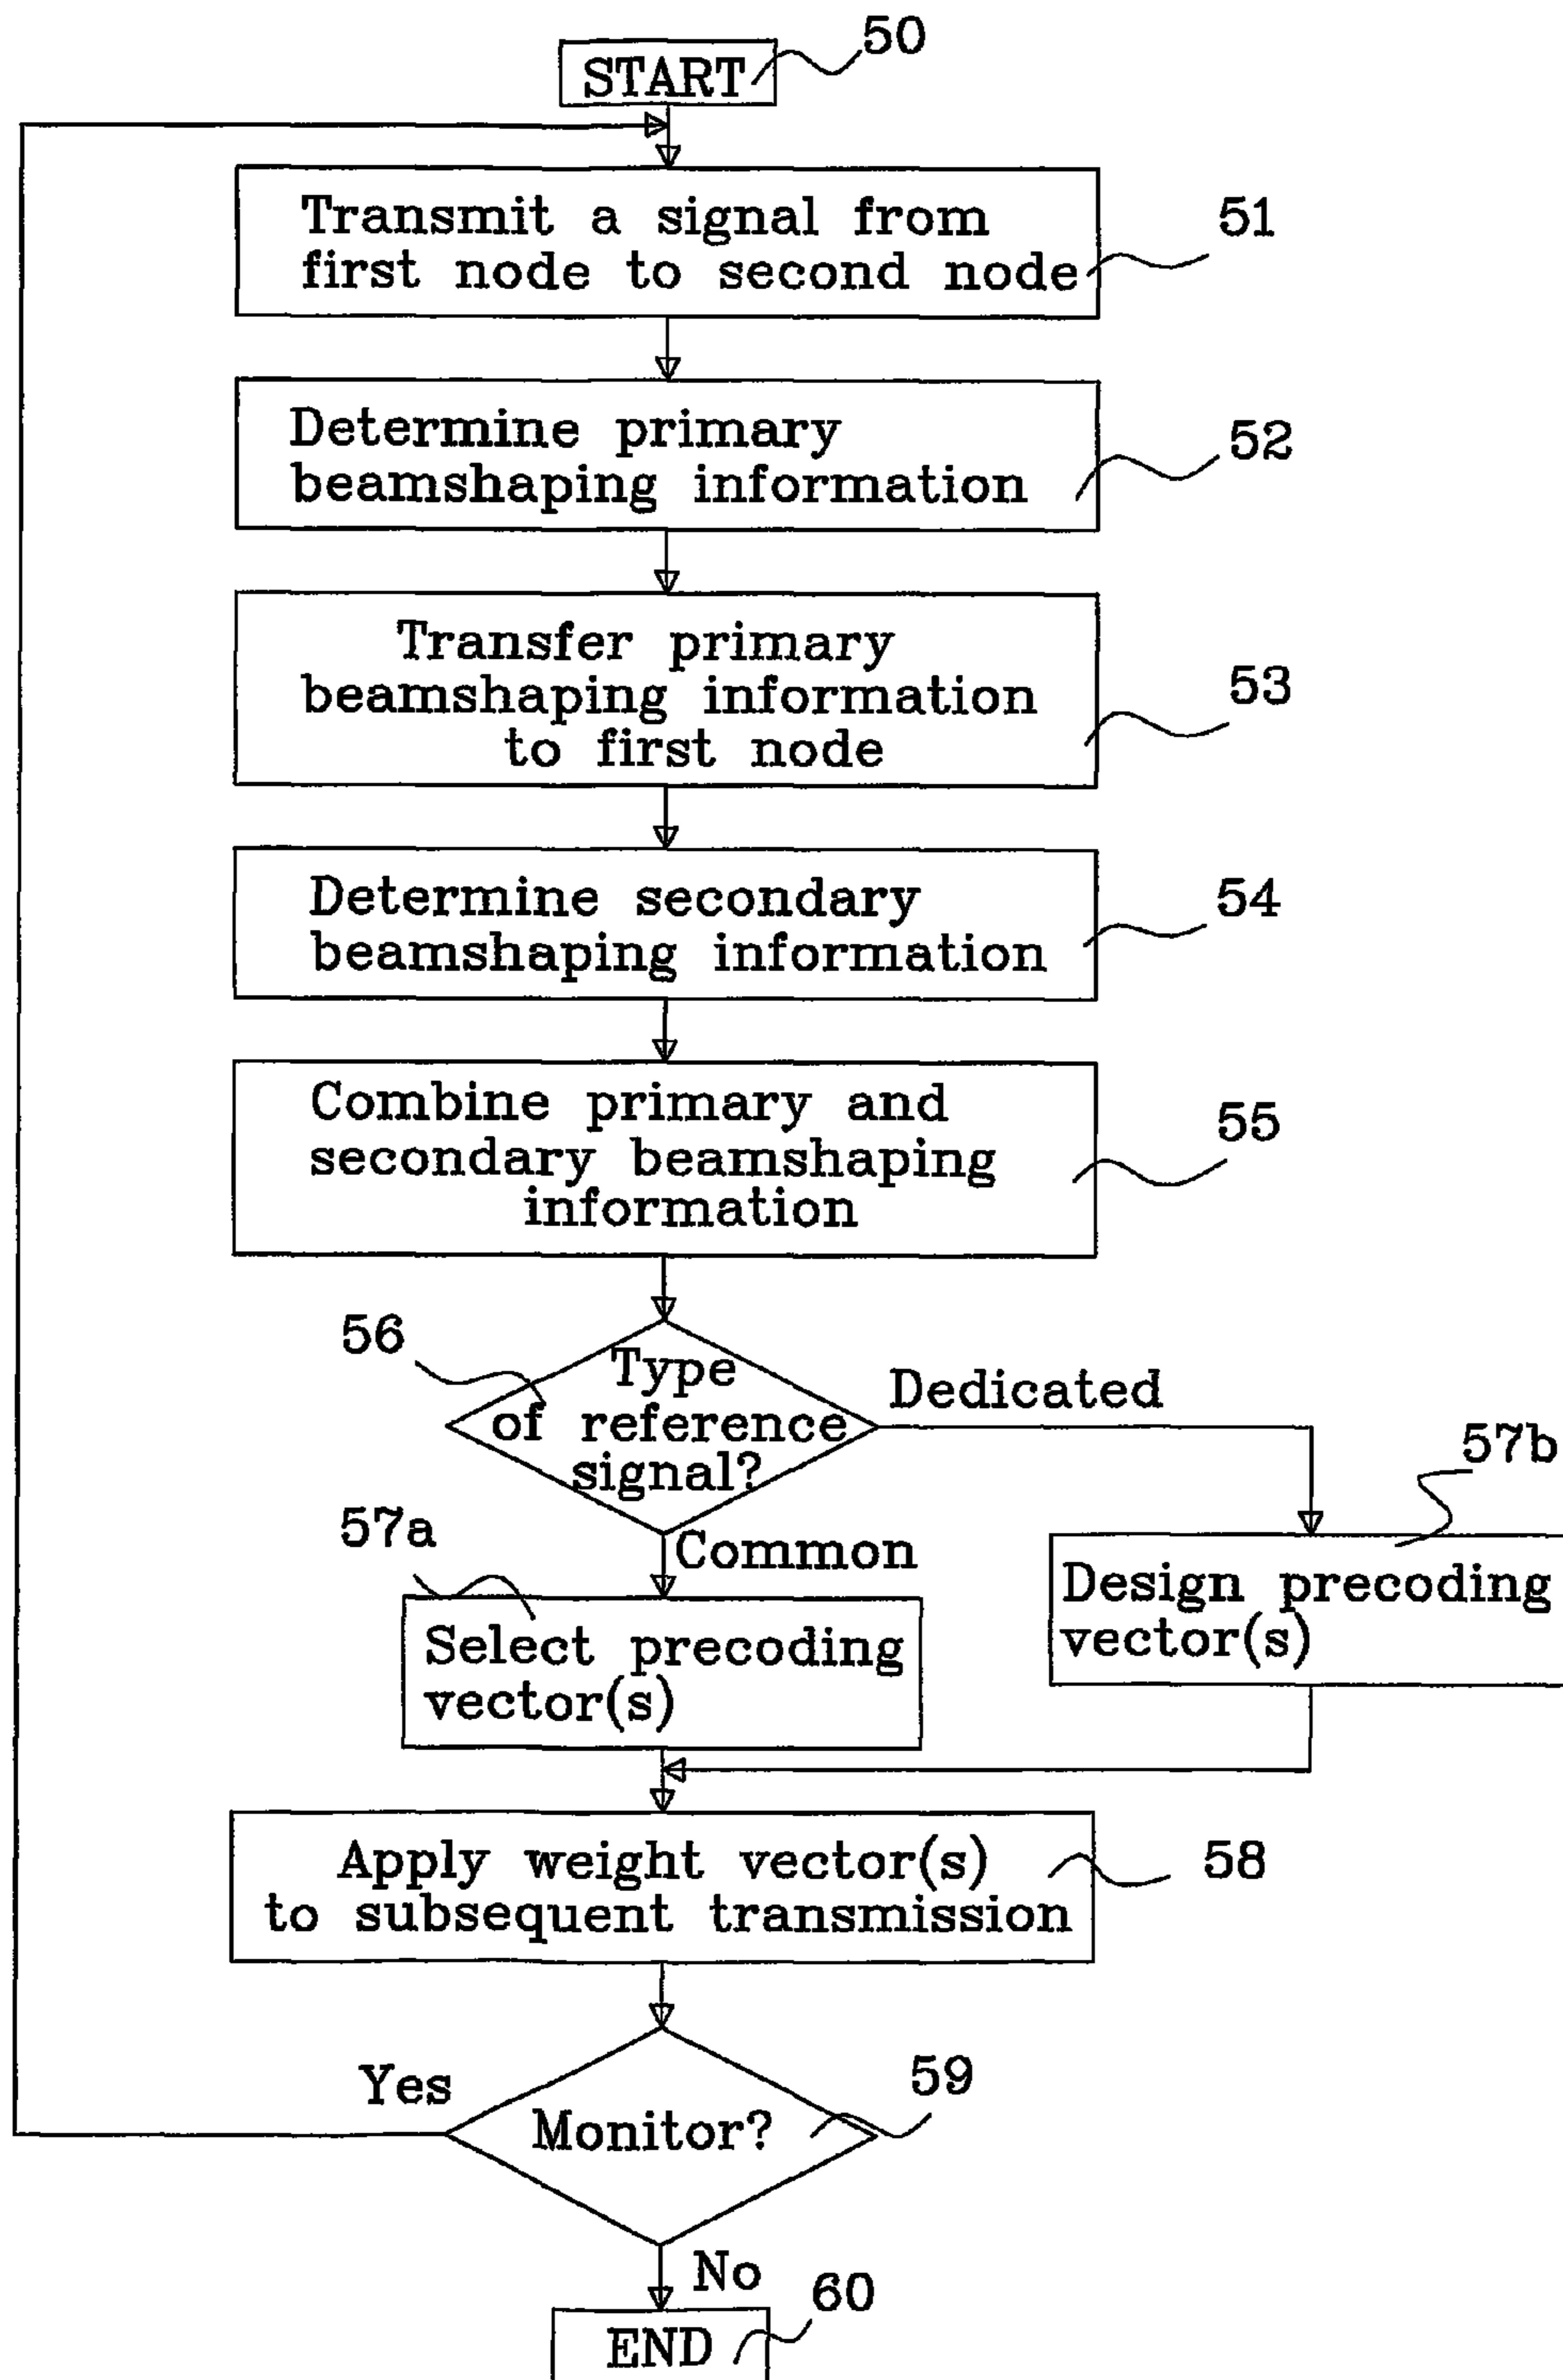 50
START
Transmit a signal from
first node to second node
51
Determine primary
beamshaping information
52
Transfer primary
beamshaping information
to first node
53
Determine secondary
beamshaping information
54
Combine primary and
secondary beamshaping
information
55
56
Type
of reference
signal?
Dedicated
57b
57a
Common
Design precoding
vector(s)
Select precoding
vector(s)
Apply weight vector(s)
to subsequent transmission
58
Yes
59
Monitor?
No
60
END